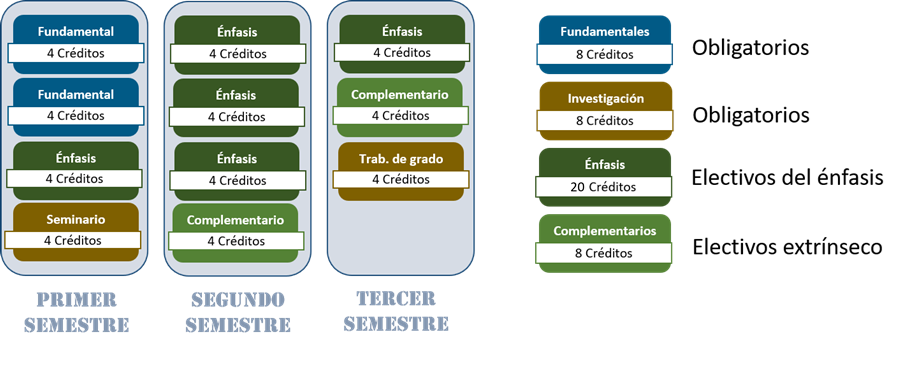 Fundamental
4 Créditos
Fundamental
4 Créditos
Énfasis
4 Créditos
Seminario
4 Créditos
PRIMER
SEMESTRE
Énfasis
4 Créditos
Énfasis
4 Créditos
Énfasis
4 Créditos
Complementario
4 Créditos
SEGUNDO
SEMESTRE
Énfasis
4 Créditos
Complementario
4 Créditos
Trab. de grado
4 Créditos
TERCER
SEMESTRE
Fundamentales
8 Créditos
Obligatorios
Investigación
8 Créditos
Obligatorios
Énfasis
20 Créditos
Electivos del énfasis
Complementarios
8 Créditos
Electivos extrínseco